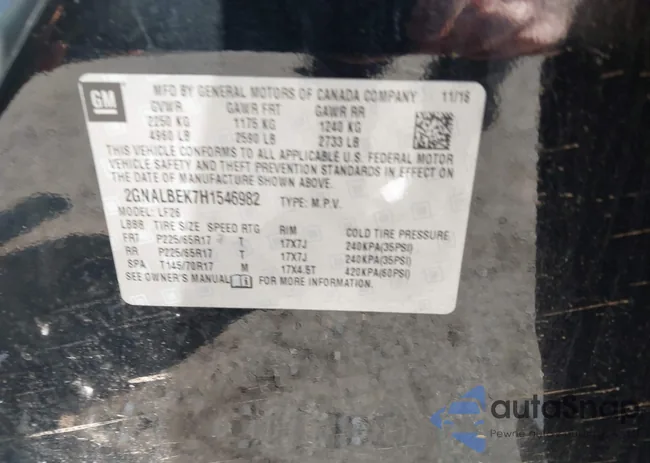 GM
MFD BY GENERAL MOTORS OF CANADA COMPANY 11/16
GVWR GAWR FRT GAWR RR
2250 KG 1175 KG 1240 KG
4960 LB 2590 LB 2733 LB
THIS VEHICLE CONFORMS TO ALL APPLICABLE U.S. FEDERAL MOTOR
VEHICLE SAFETY AND THEFT PREVENTION STANDARDS IN EFFECT ON
THE DATE OF MANUFACTURE SHOWN ABOVE.
2GNALBEK7H1546982 TYPE: M.P.V.
MODEL: LF26
TIRE SIZE SPEED RTG RIM COLD TIRE PRESSURE
FRT P225/65R17 T 17X7J 240KPA(35PSI)
RR P225/65R17 T 17X7J 240KPA(35PSI)
SPA T145/70R17 M 17X4.5T 420KPA(60PSI)
SEE OWNER'S MANUAL FOR MORE INFORMATION.
autoSnap
Pewne